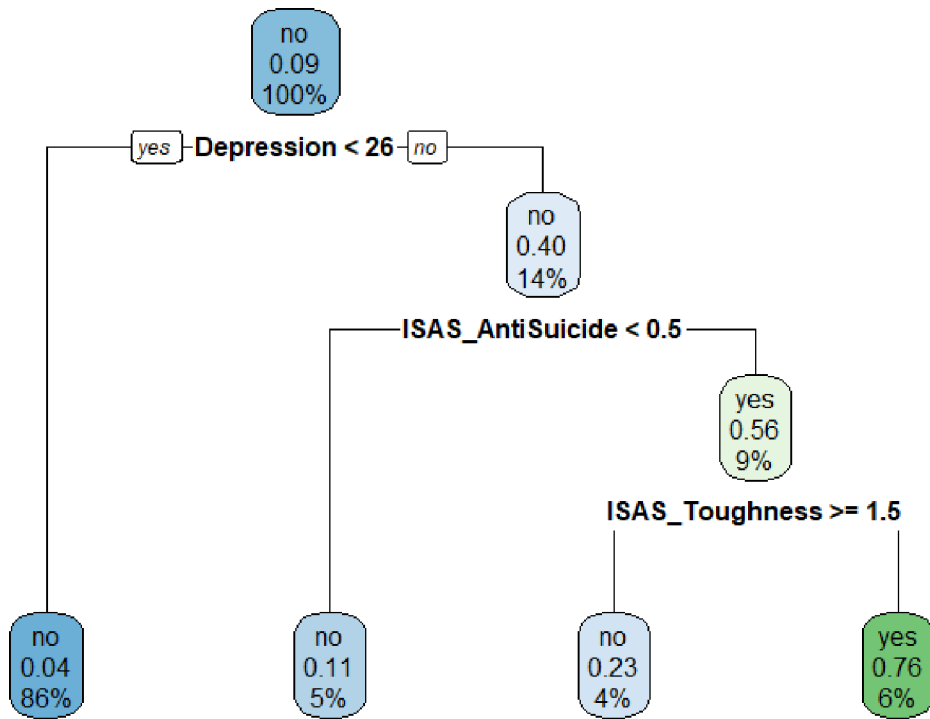 no
0.09
100%
yes Depression < 26 no
no
0.40
14%
ISAS_AntiSuicide < 0.5
yes
0.56
9%
ISAS_Toughness >= 1.5
no
0.04
86%
no
0.11
5%
no
0.23
4%
yes
0.76
6%